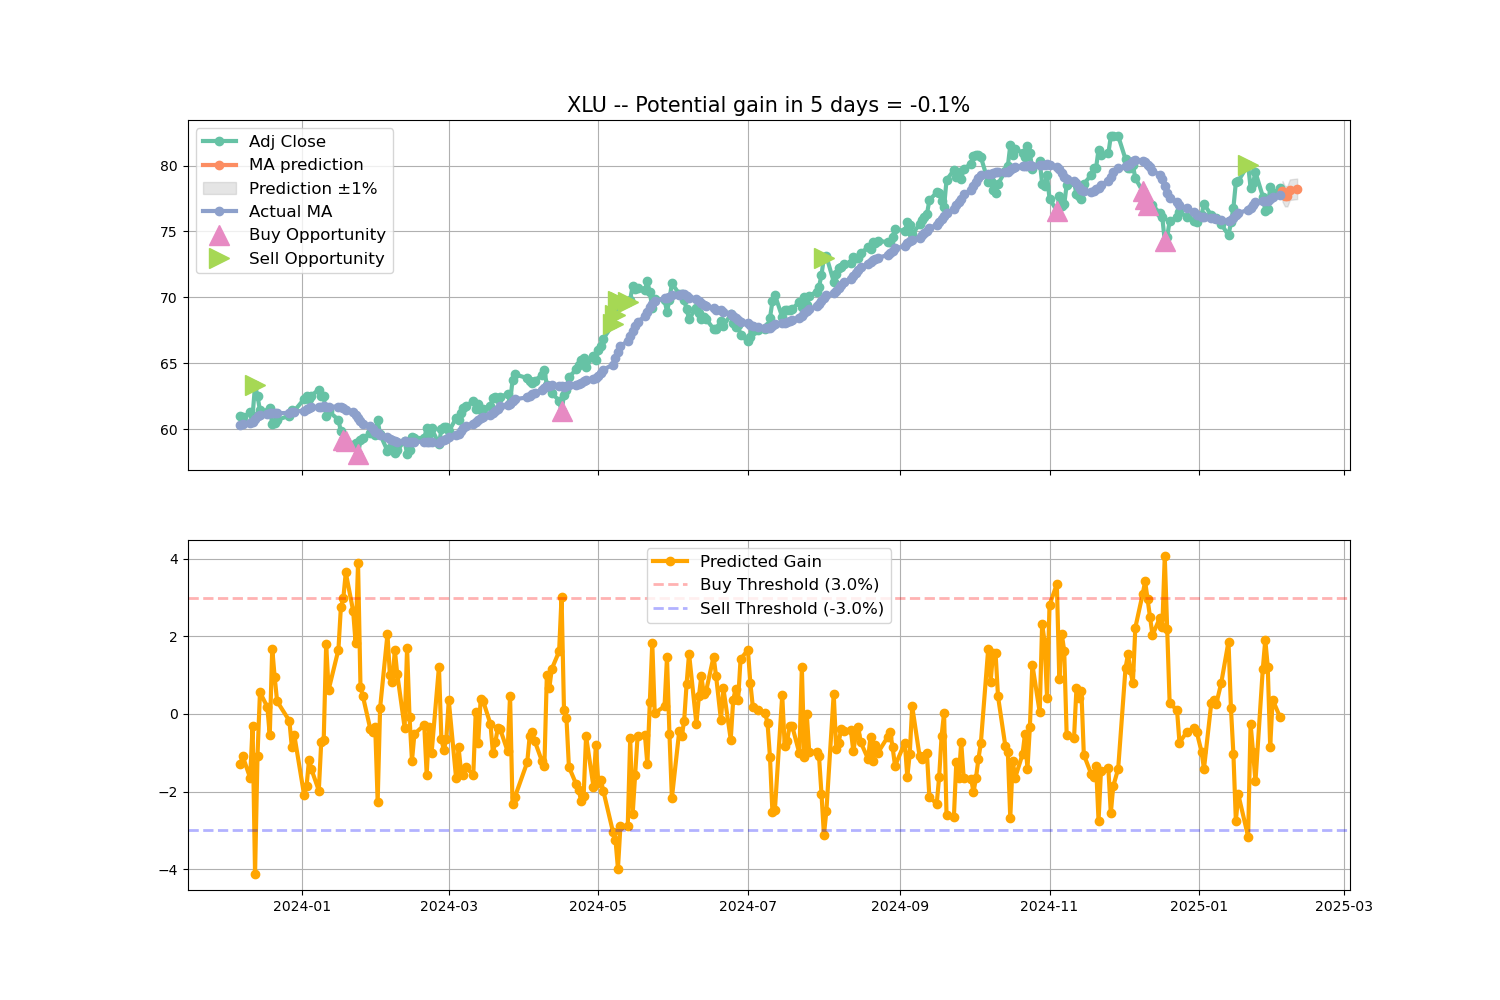 XLU -- Potential gain in 5 days = -0.1%
Adj Close
MA prediction
Prediction ±1%
Actual MA
Buy Opportunity
Sell Opportunity
80
75
70
65
60
Predicted Gain
Buy Threshold (3.0%)
Sell Threshold (-3.0%)
4
2
0
−2
−4
2024-01 2024-03 2024-05 2024-07 2024-09 2024-11 2025-01 2025-03